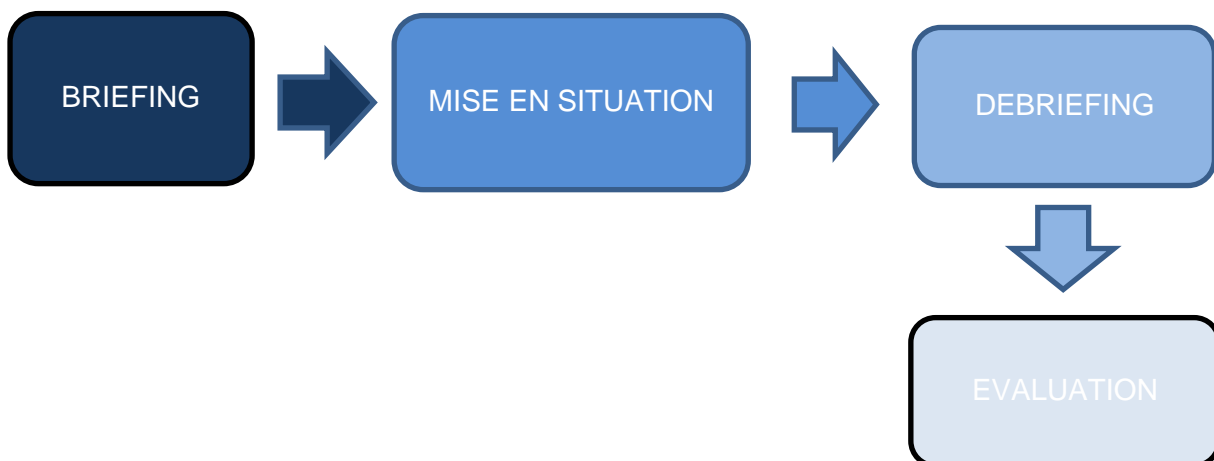 BRIEFING
MISE EN SITUATION
DEBRIEFING
EVALUATION